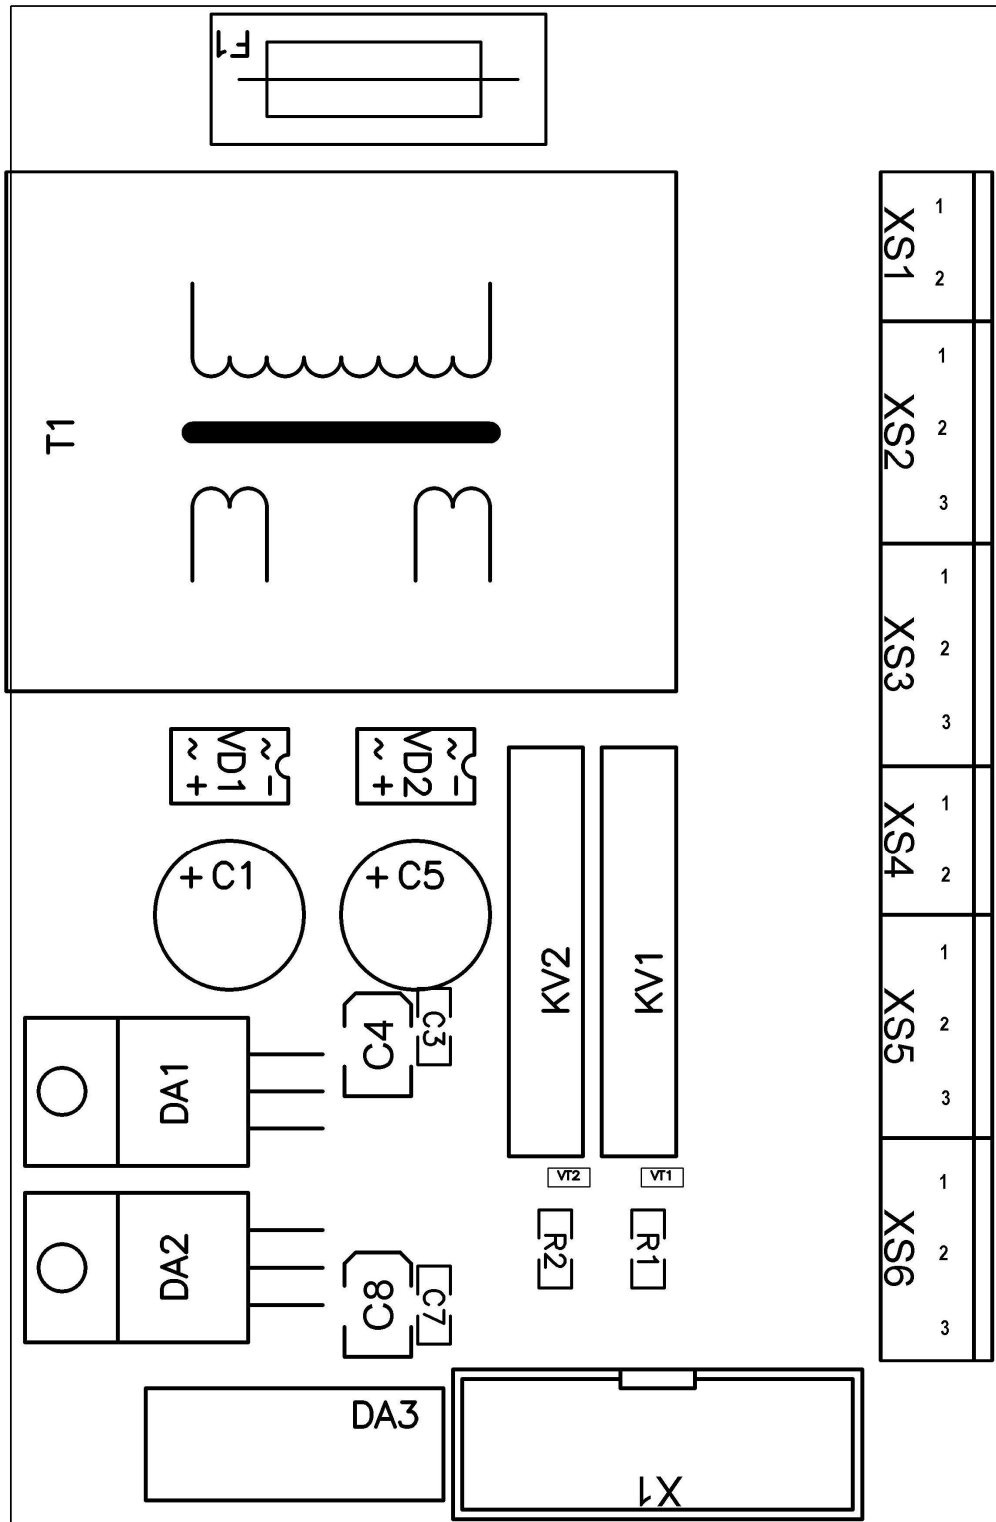 F1
T1
XS1
1
2
XS2
1
2
3
XS3
1
2
3
~ VD1 ~
+ −
~ VD2 ~
+ −
XS4
1
2
+ C1
+ C5
KV2
KV1
XS5
1
2
3
C4
C3
DA1
VT2
VT1
R2
R1
XS6
1
2
3
DA2
C8
C7
DA3
X1